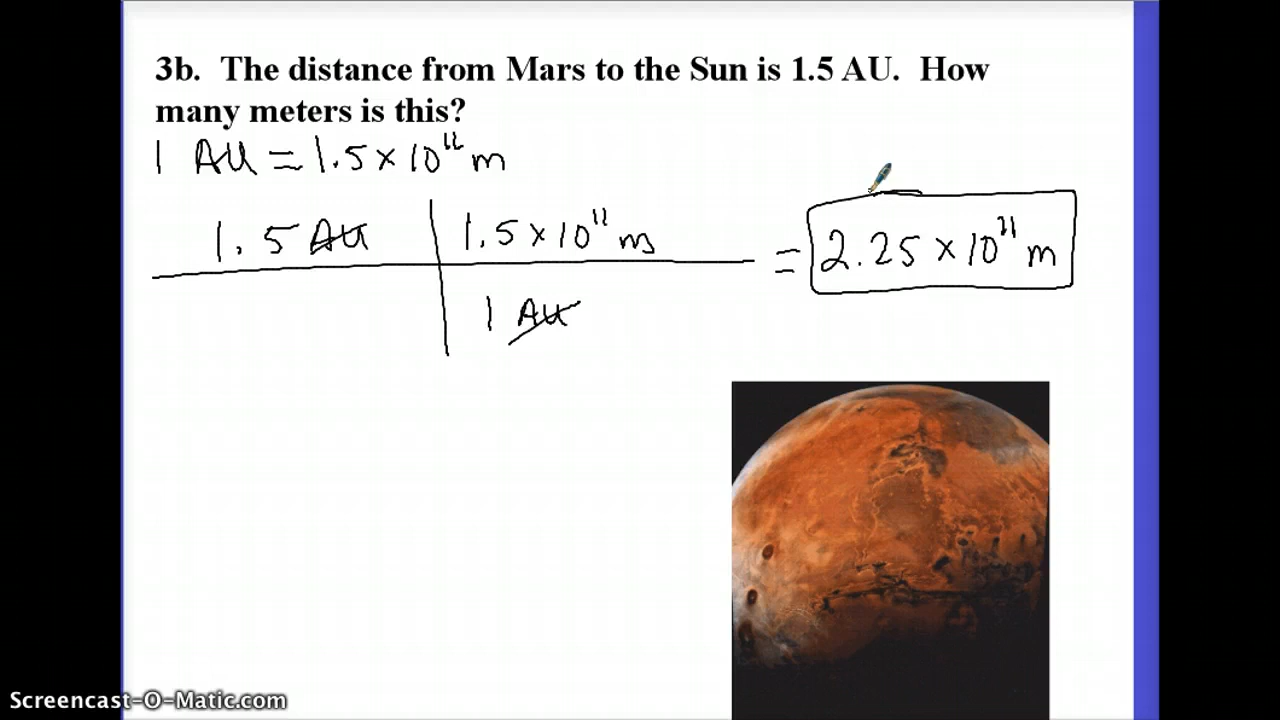 3b. The distance from Mars to the Sun is 1.5 AU. How
many meters is this?
1 AU = 1.5 × 10¹¹ m
1.5 AU | 1.5 × 10¹¹ m = 2.25 × 10¹¹ m
1 AU
Screencast-O-Matic.com